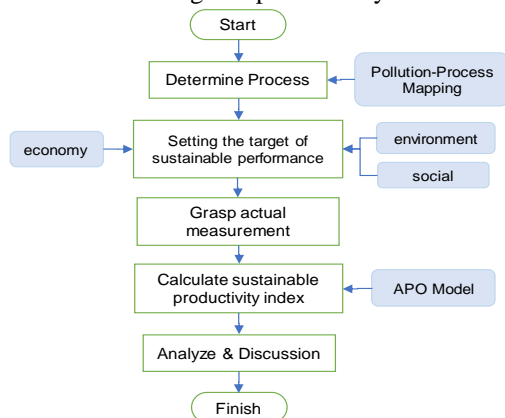 Start
Determine Process
Pollution-Process
Mapping
economy
Setting the target of
sustainable performance
environment
social
Grasp actual
measurement
Calculate sustainable
productivity index
APO Model
Analyze & Discussion
Finish